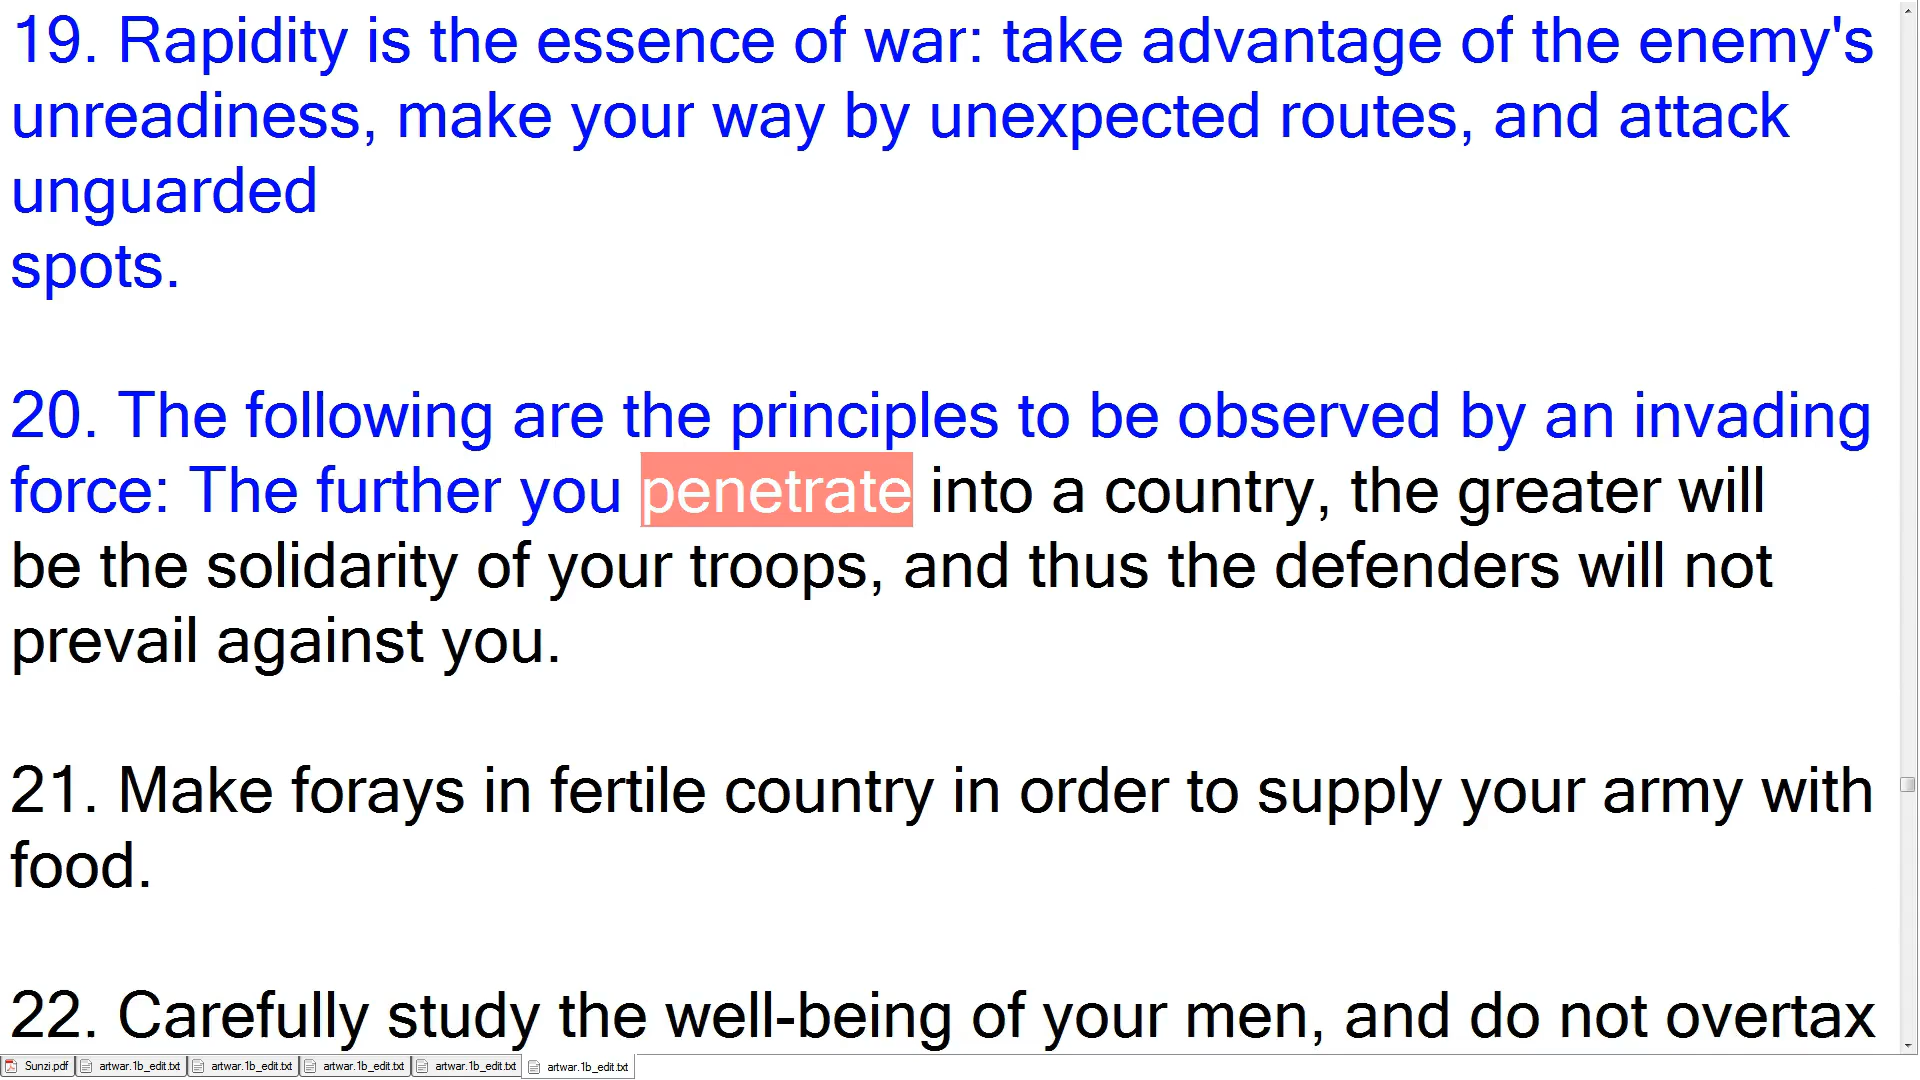 19. Rapidity is the essence of war: take advantage of the enemy's
unreadiness, make your way by unexpected routes, and attack
unguarded
spots.
20. The following are the principles to be observed by an invading
force: The further you penetrate into a country, the greater will
be the solidarity of your troops, and thus the defenders will not
prevail against you.
21. Make forays in fertile country in order to supply your army with
food.
22. Carefully study the well-being of your men, and do not overtax
Sunzi.pdf artwar.1b_edit.txt artwar.1b_edit.txt artwar.1b_edit.txt artwar.1b_edit.txt artwar.1b_edit.txt